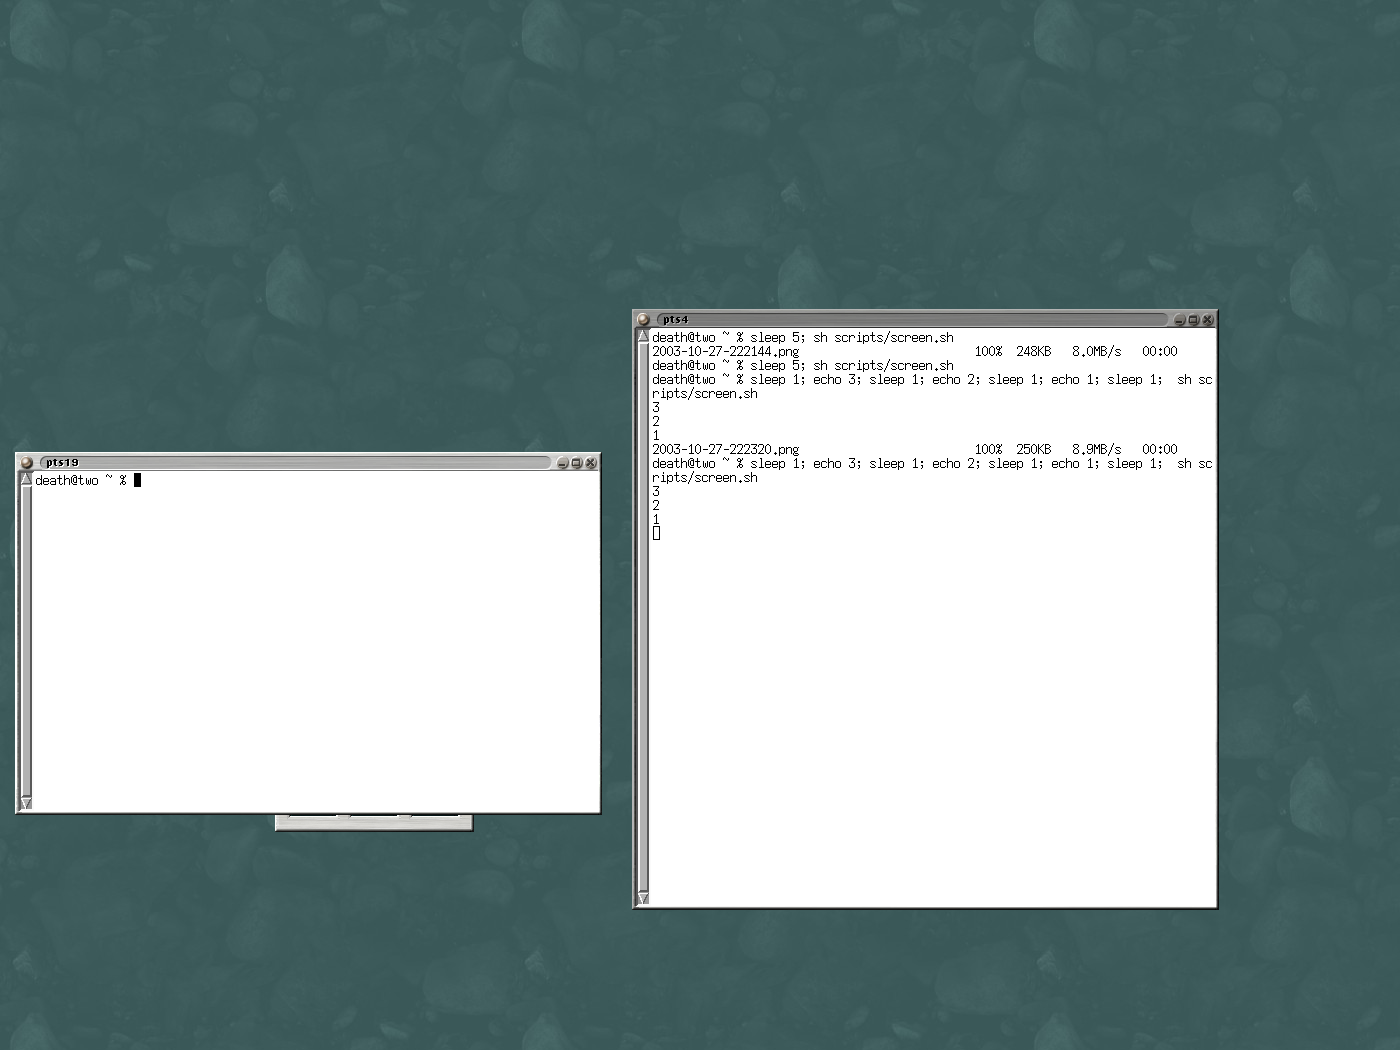 pts4
death@two ~ % sleep 5; sh scripts/screen.sh
2003-10-27-222144.png 100% 248KB 8.0MB/s 00:00
death@two ~ % sleep 5; sh scripts/screen.sh
death@two ~ % sleep 1; echo 3; sleep 1; echo 2; sleep 1; echo 1; sleep 1;  sh sc
ripts/screen.sh
3
2
1
2003-10-27-222320.png 100% 250KB 8.9MB/s 00:00
death@two ~ % sleep 1; echo 3; sleep 1; echo 2; sleep 1; echo 1; sleep 1;  sh sc
ripts/screen.sh
3
2
1
pts19
death@two ~ %